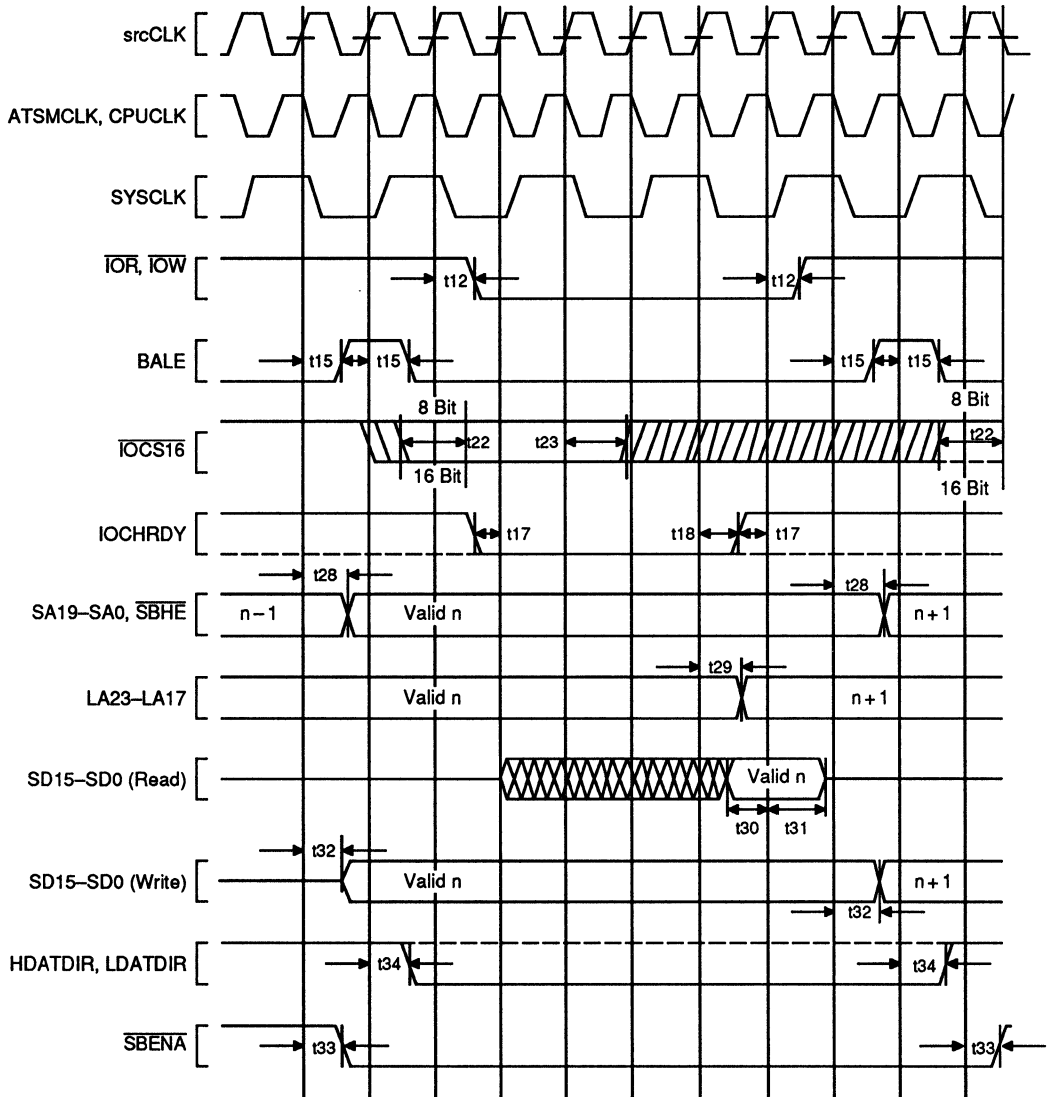 srcCLK
ATSMCLK, CPUCLK
SYSCLK
IOR, IOW
t12
t12
BALE
t15
t15
t15
t15
8 Bit
8 Bit
IOCS16
t22
t23
t22
16 Bit
16 Bit
IOCHRDY
t17
t18
t17
t28
t28
SA19–SA0, SBHE
n–1
Valid n
n+1
t29
LA23–LA17
Valid n
n+1
SD15–SD0 (Read)
Valid n
t30
t31
t32
SD15–SD0 (Write)
Valid n
n+1
t32
HDATDIR, LDATDIR
t34
t34
SBENA
t33
t33